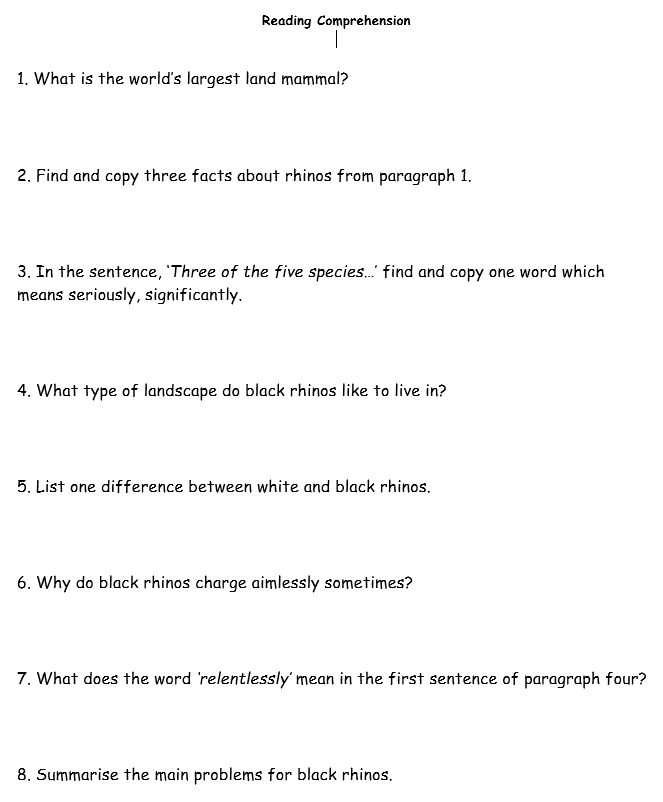 Reading Comprehension
1. What is the world's largest land mammal?
2. Find and copy three facts about rhinos from paragraph 1.
3. In the sentence, ‘Three of the five species…’ find and copy one word which
means seriously, significantly.
4. What type of landscape do black rhinos like to live in?
5. List one difference between white and black rhinos.
6. Why do black rhinos charge aimlessly sometimes?
7. What does the word ‘relentlessly’ mean in the first sentence of paragraph four?
8. Summarise the main problems for black rhinos.